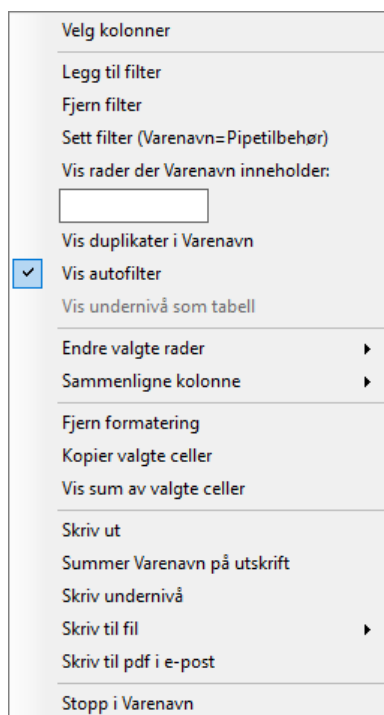 Velg kolonner
Legg til filter
Fjern filter
Sett filter (Varenavn=Pipetilbehør)
Vis rader der Varenavn inneholder:
Vis duplikater i Varenavn
Vis autofilter
Vis undernivå som tabell
Endre valgte rader
Sammenligne kolonne
Fjern formatering
Kopier valgte celler
Vis sum av valgte celler
Skriv ut
Summer Varenavn på utskrift
Skriv undernivå
Skriv til fil
Skriv til pdf i e-post
Stopp i Varenavn